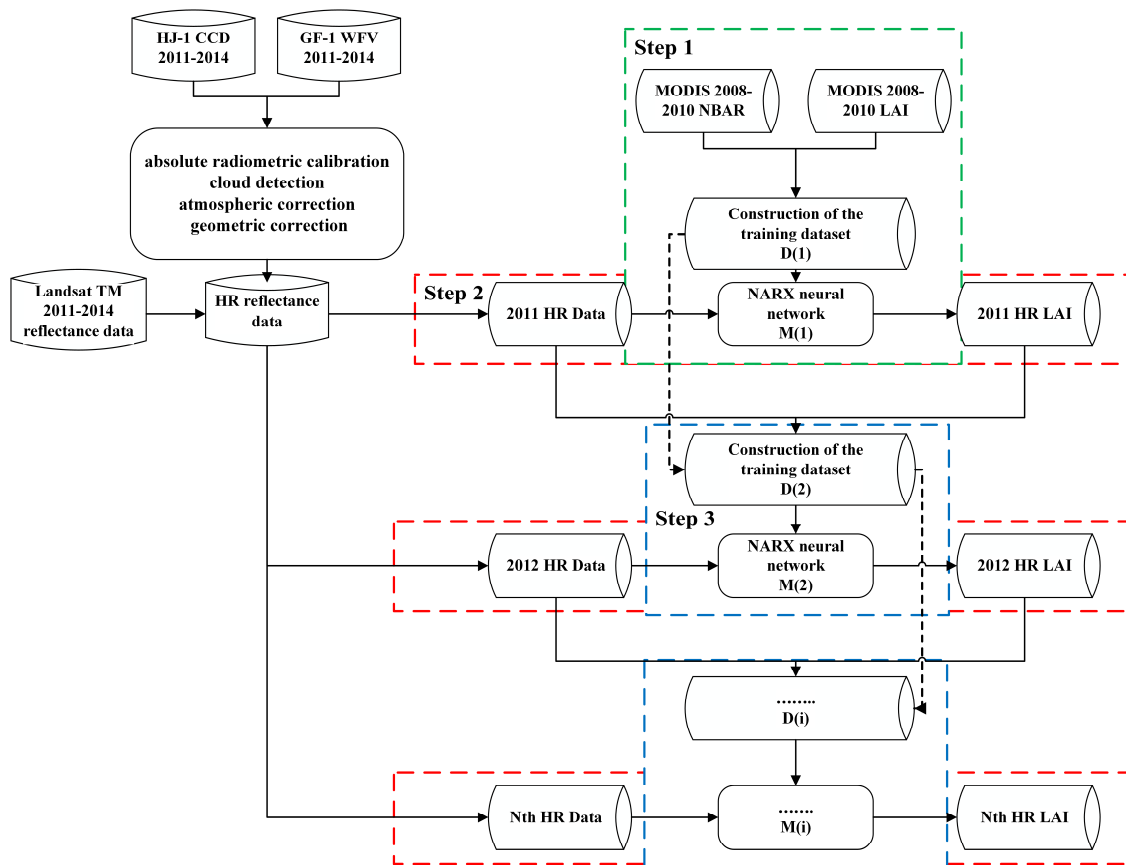 HJ-1 CCD
2011-2014
GF-1 WFV
2011-2014
absolute radiometric calibration
cloud detection
atmospheric correction
geometric correction
Landsat TM
2011-2014
reflectance data
HR reflectance
data
Step 1
MODIS 2008-
2010 NBAR
MODIS 2008-
2010 LAI
Construction of the
training dataset
D(1)
Step 2
2011 HR Data
NARX neural
network
M(1)
2011 HR LAI
Construction of the
training dataset
D(2)
Step 3
2012 HR Data
NARX neural
network
M(2)
2012 HR LAI
........
D(i)
Nth HR Data
.......
M(i)
Nth HR LAI